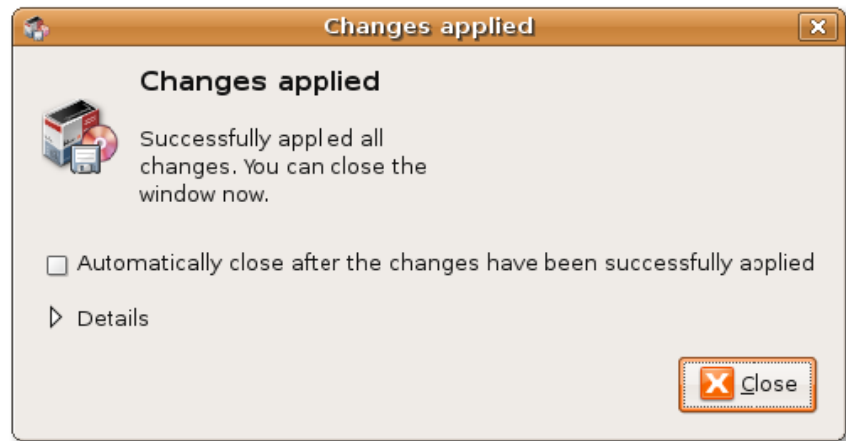 Changes applied
Changes applied
Successfully applied all
changes. You can close the
window now.
Automatically close after the changes have been successfully applied
Details
Close